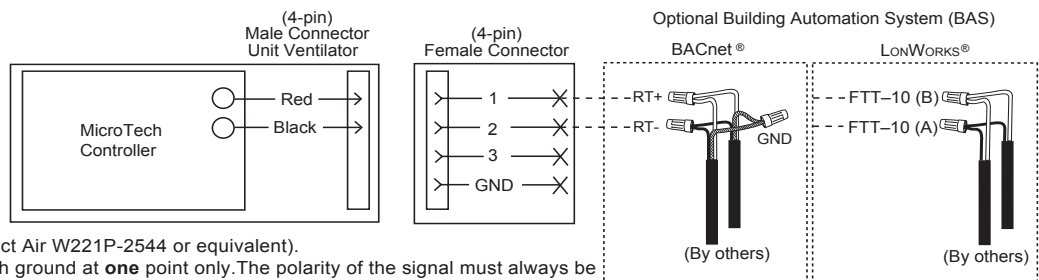 (4-pin)
Male Connector
Unit Ventilator
MicroTech
Controller
Red
Black
(4-pin)
Female Connector
1
2
3
GND
Optional Building Automation System (BAS)
BACnet ®
RT+
RT-
GND
(By others)
LONWORKS®
FTT–10 (B)
FTT–10 (A)
(By others)
ct Air W221P-2544 or equivalent).
h ground at one point only.The polarity of the signal must always be